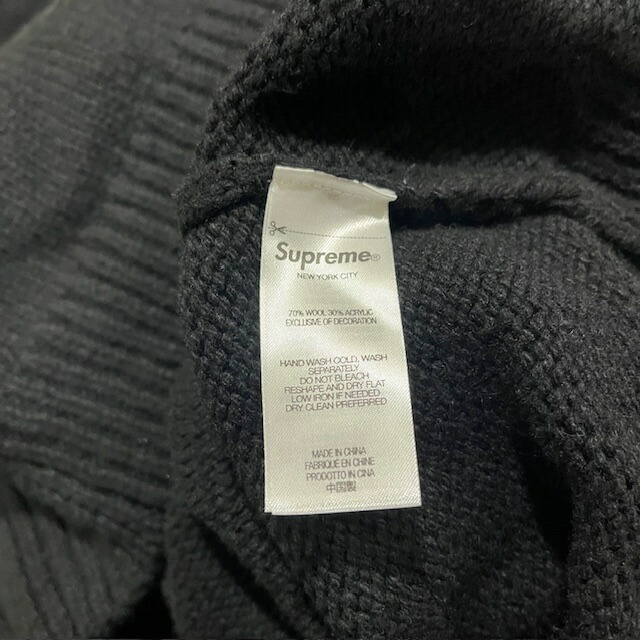 Supreme®
NEW YORK CITY
70% WOOL 30% ACRYLIC
EXCLUSIVE OF DECORATION
HAND WASH COLD, WASH
SEPARATELY
DO NOT BLEACH
RESHAPE AND DRY FLAT
LOW IRON IF NEEDED
DRY CLEAN PREFERRED
MADE IN CHINA
FABRIQUE EN CHINE
PRODOTTO IN CINA